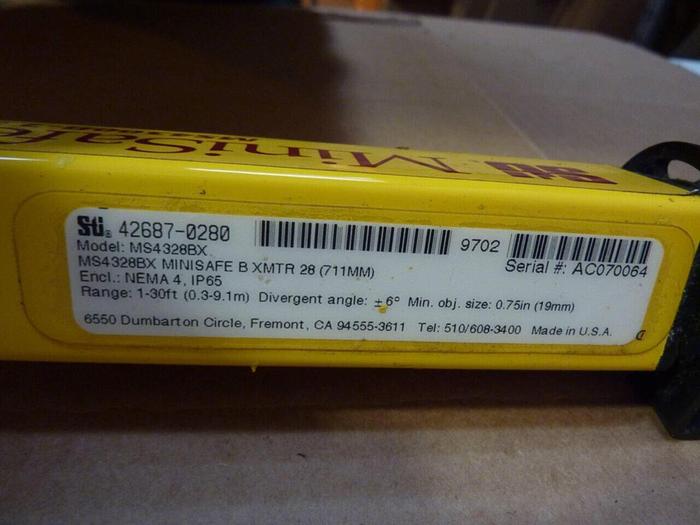 MiniSafe
STI
STI® 42687-0280
9702
Model: MS4328BX
Serial #: AC070064
MS4328BX MINISAFE B XMTR 28 (711MM)
Encl.: NEMA 4, IP65
Range: 1-30ft (0.3-9.1m) Divergent angle: ±6° Min. obj. size: 0.75in (19mm)
6550 Dumbarton Circle, Fremont, CA 94555-3611 Tel: 510/608-3400 Made in U.S.A.